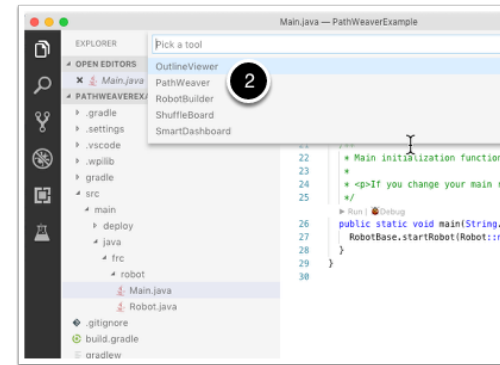 Main.java — PathWeaverExample
EXPLORER
Pick a tool
OPEN EDITORS
OutlineViewer
Main.java
PathWeaver
2
PATHWEAVEREX
RobotBuilder
.gradle
ShuffleBoard
.settings
SmartDashboard
.vscode
21 /**
.wpilib
22 * Main initialization function
gradle
23 *
src
24 * <p>If you change your main
main
25 */
deploy
Run | Debug
java
26 public static void main(String.
frc
27 RobotBase.startRobot(Robot::
robot
28 }
Main.java
29 }
Robot.java
30
.gitignore
build.gradle
gradlew